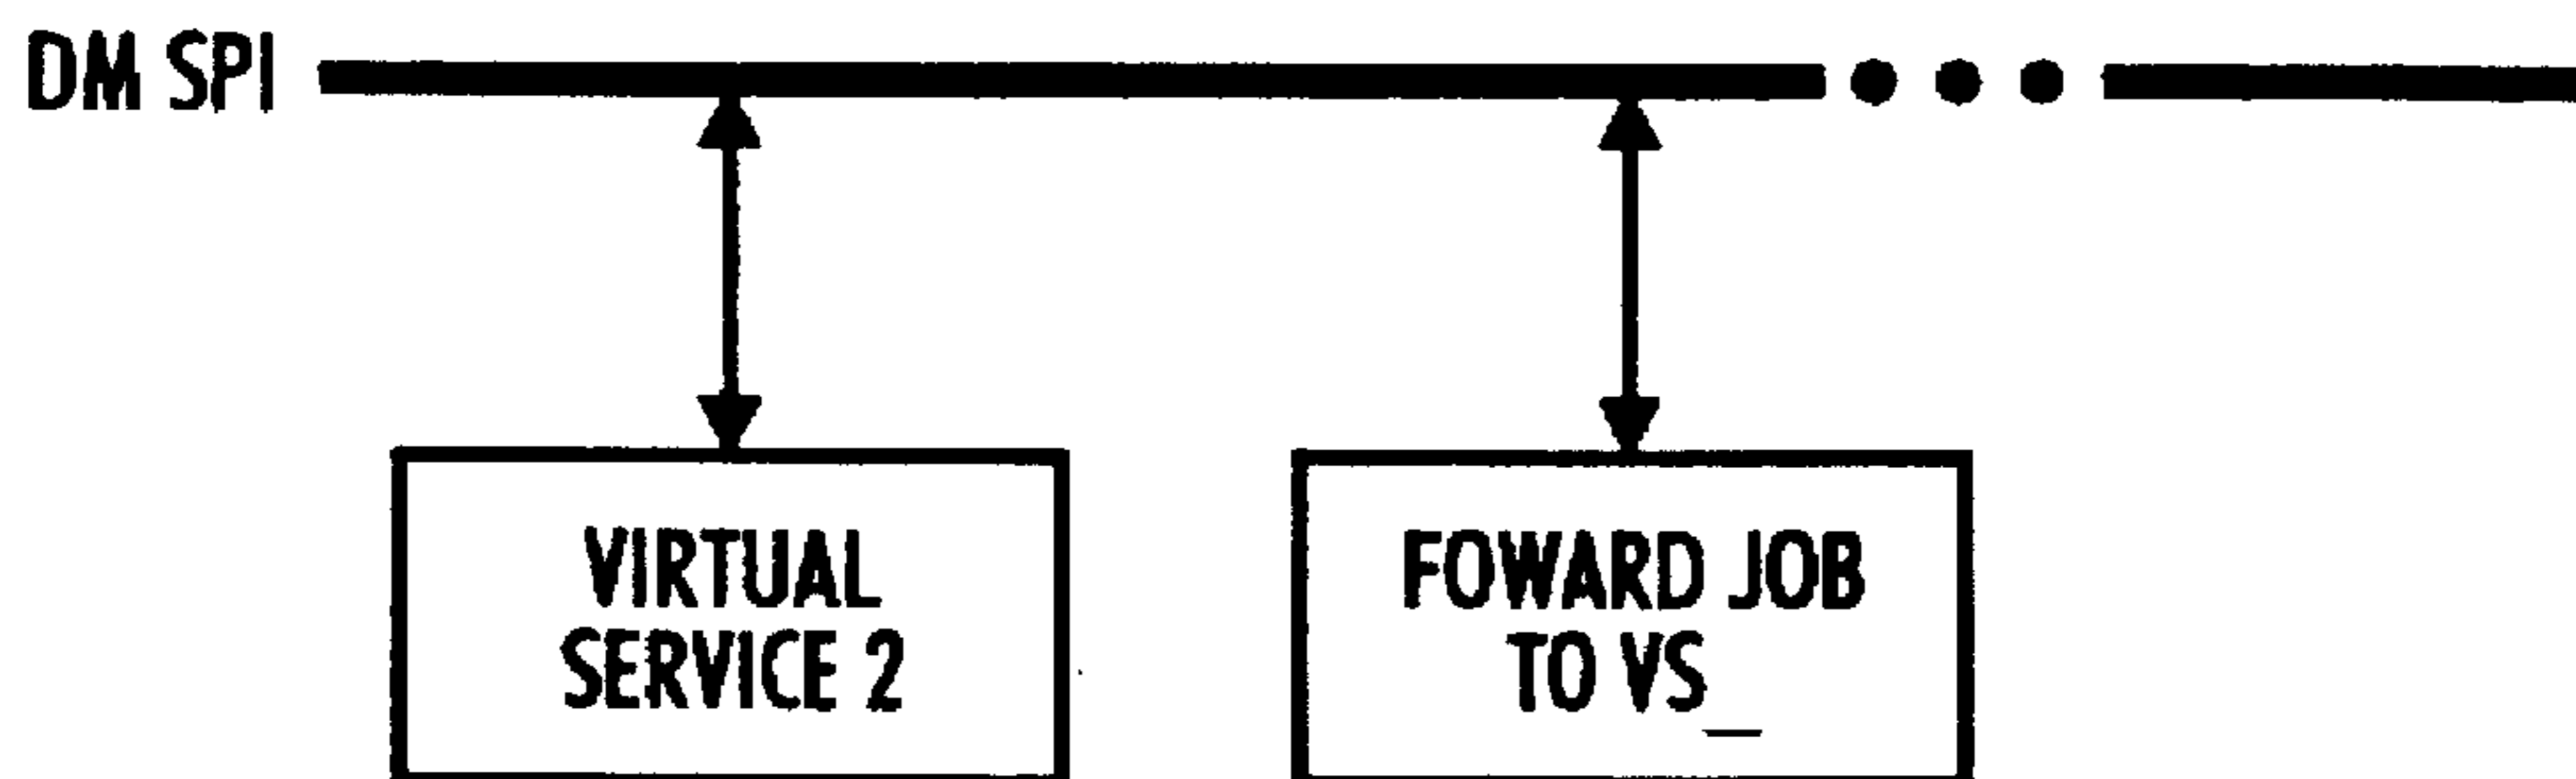 DM SPI
VIRTUAL
SERVICE 2
FOWARD JOB
TO VS_